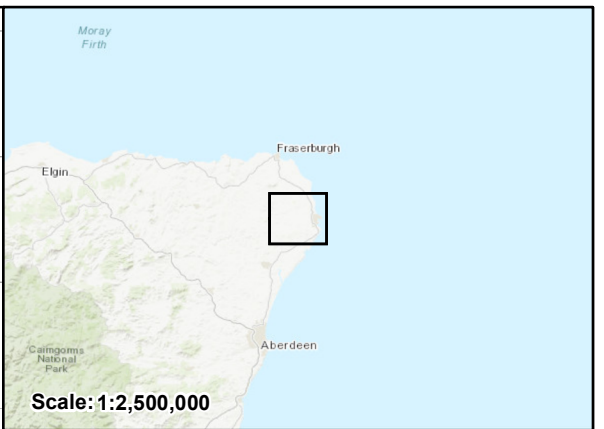 Moray
Firth
Fraserburgh
Elgin
Aberdeen
Cairngorms
National
Park
Scale: 1:2,500,000